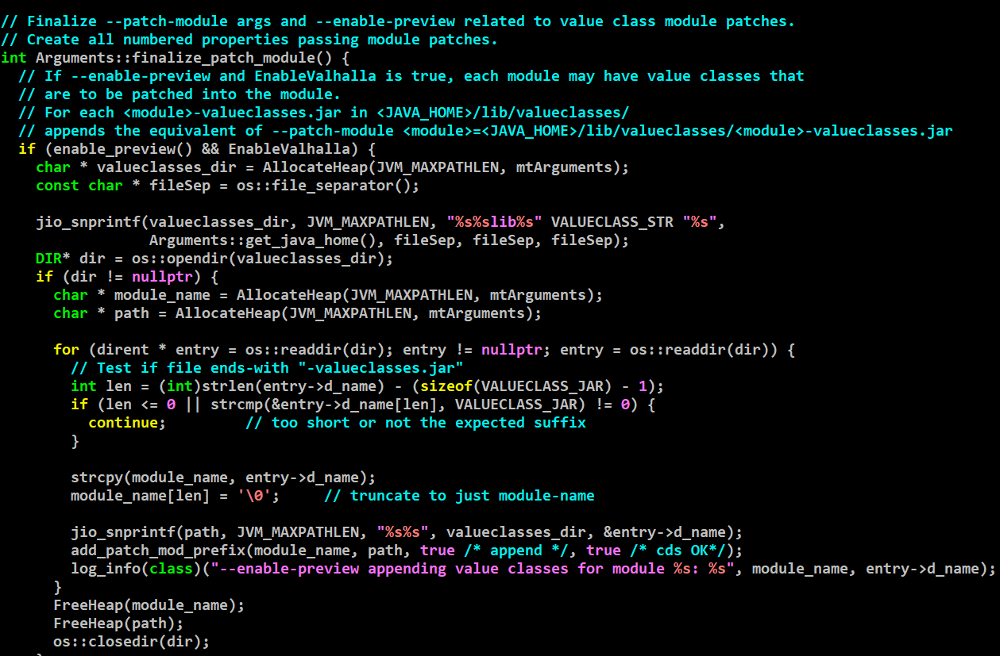 // Finalize --patch-module args and --enable-preview related to value class module patches.
// Create all numbered properties passing module patches.
int Arguments::finalize_patch_module() {
  // If --enable-preview and EnableValhalla is true, each module may have value classes that
  // are to be patched into the module.
  // For each <module>-valueclasses.jar in <JAVA_HOME>/lib/valueclasses/
  // appends the equivalent of --patch-module <module>=<JAVA_HOME>/lib/valueclasses/<module>-valueclasses.jar
  if (enable_preview() && EnableValhalla) {
    char * valueclasses_dir = AllocateHeap(JVM_MAXPATHLEN, mtArguments);
    const char * fileSep = os::file_separator();

    jio_snprintf(valueclasses_dir, JVM_MAXPATHLEN, "%s%slib%s" VALUECLASS_STR "%s",
                 Arguments::get_java_home(), fileSep, fileSep, fileSep);
    DIR* dir = os::opendir(valueclasses_dir);
    if (dir != nullptr) {
      char * module_name = AllocateHeap(JVM_MAXPATHLEN, mtArguments);
      char * path = AllocateHeap(JVM_MAXPATHLEN, mtArguments);

      for (dirent * entry = os::readdir(dir); entry != nullptr; entry = os::readdir(dir)) {
        // Test if file ends-with "-valueclasses.jar"
        int len = (int)strlen(entry->d_name) - (sizeof(VALUECLASS_JAR) - 1);
        if (len <= 0 || strcmp(&entry->d_name[len], VALUECLASS_JAR) != 0) {
          continue;         // too short or not the expected suffix
        }

        strcpy(module_name, entry->d_name);
        module_name[len] = '\0';     // truncate to just module-name

        jio_snprintf(path, JVM_MAXPATHLEN, "%s%s", valueclasses_dir, &entry->d_name);
        add_patch_mod_prefix(module_name, path, true /* append */, true /* cds OK*/);
        log_info(class)("--enable-preview appending value classes for module %s: %s", module_name, entry->d_name);
      }
      FreeHeap(module_name);
      FreeHeap(path);
      os::closedir(dir);